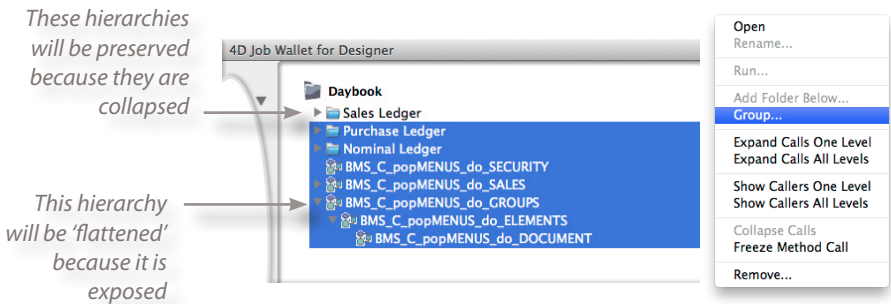 These hierarchies
will be preserved
because they are
collapsed
This hierarchy
will be ‘flattened’
because it is
exposed
4D Job Wallet for Designer
Daybook
Sales Ledger
Purchase Ledger
Nominal Ledger
BMS_C_popMENUS_do_SECURITY
BMS_C_popMENUS_do_SALES
BMS_C_popMENUS_do_GROUPS
BMS_C_popMENUS_do_ELEMENTS
BMS_C_popMENUS_do_DOCUMENT
Open
Rename...
Run...
Add Folder Below...
Group...
Expand Calls One Level
Expand Calls All Levels
Show Callers One Level
Show Callers All Levels
Collapse Calls
Freeze Method Call
Remove...